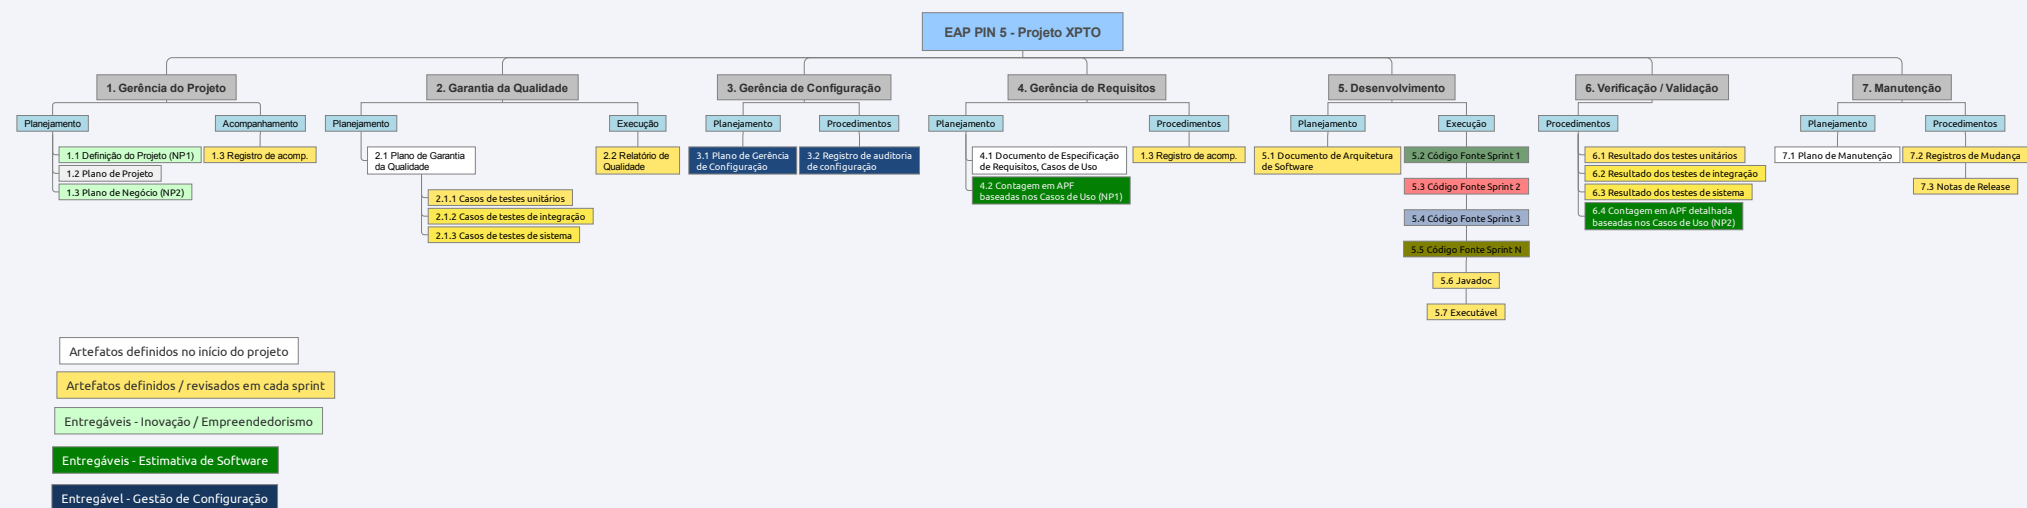 EAP PIN 5 - Projeto XPTO
1. Gerência do Projeto
Planejamento
1.1 Definição do Projeto (NP1)
1.2 Plano de Projeto
1.3 Plano de Negócio (NP2)
Acompanhamento
1.3 Registro de acomp.
2. Garantia da Qualidade
Planejamento
2.1 Plano de Garantia
da Qualidade
2.1.1 Casos de testes unitários
2.1.2 Casos de testes de integração
2.1.3 Casos de testes de sistema
Execução
2.2 Relatório de
Qualidade
3. Gerência de Configuração
Planejamento
3.1 Plano de Gerência
de Configuração
Procedimentos
3.2 Registro de auditoria
de configuração
4. Gerência de Requisitos
Planejamento
4.1 Documento de Especificação
de Requisitos, Casos de Uso
4.2 Contagem em APF
baseadas nos Casos de Uso (NP1)
Procedimentos
1.3 Registro de acomp.
5. Desenvolvimento
Planejamento
5.1 Documento de Arquitetura
de Software
Execução
5.2 Código Fonte Sprint 1
5.3 Código Fonte Sprint 2
5.4 Código Fonte Sprint 3
5.5 Código Fonte Sprint N
5.6 Javadoc
5.7 Executável
6. Verificação / Validação
Procedimentos
6.1 Resultado dos testes unitários
6.2 Resultado dos testes de integração
6.3 Resultado dos testes de sistema
6.4 Contagem em APF detalhada
baseadas nos Casos de Uso (NP2)
7. Manutenção
Planejamento
7.1 Plano de Manutenção
Procedimentos
7.2 Registros de Mudança
7.3 Notas de Release
Artefatos definidos no início do projeto
Artefatos definidos / revisados em cada sprint
Entregáveis - Inovação / Empreendedorismo
Entregáveis - Estimativa de Software
Entregável - Gestão de Configuração